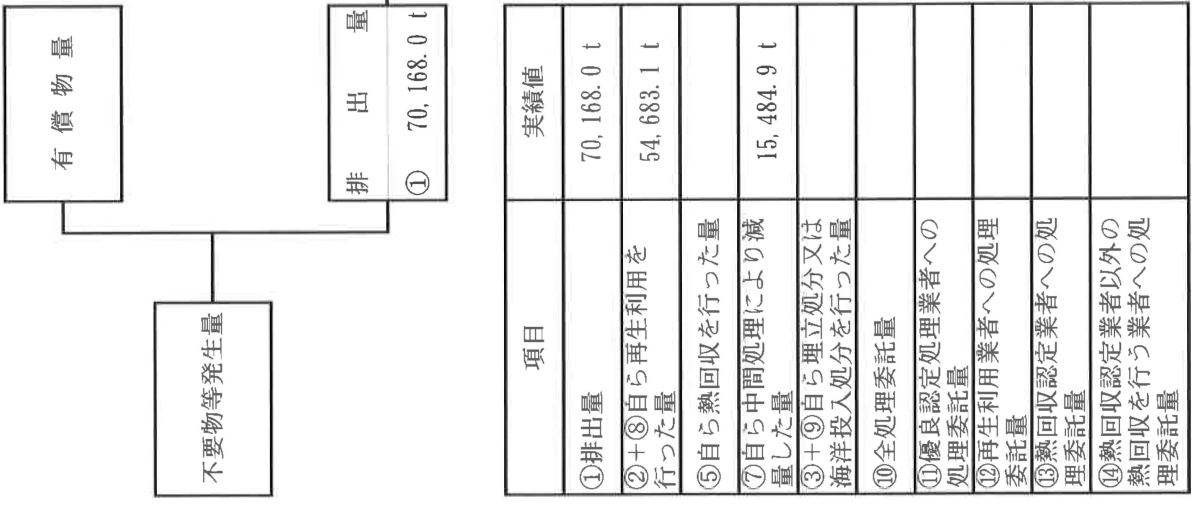 不要物等発生量
有償物量
排出量
① 70,168.0 t
項目 実績値
①排出量 70,168.0 t
②+⑧自ら再生利用を
行った量 54,683.1 t
⑤自ら熱回収を行った量
⑦自ら中間処理により減
量した量 15,484.9 t
③+⑨自ら埋立処分又は
海洋投入処分を行った量
⑩全処理委託量
⑪優良認定処理業者への
処理委託量
⑫再生利用業者への処理
委託量
⑬熱回収認定業者への処
理委託量
⑭熱回収認定業者以外の
熱回収を行う業者への処
理委託量